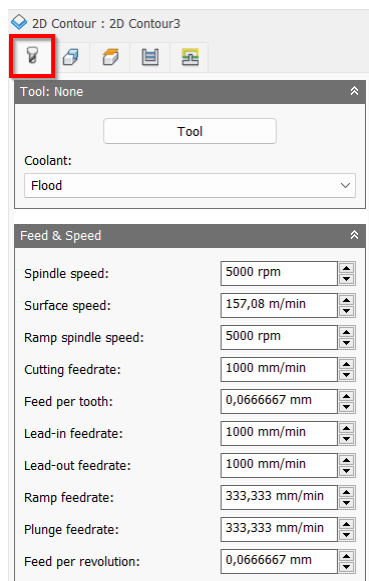 2D Contour : 2D Contour3
Tool: None
Tool
Coolant:
Flood
Feed & Speed
Spindle speed: 5000 rpm
Surface speed: 157,08 m/min
Ramp spindle speed: 5000 rpm
Cutting feedrate: 1000 mm/min
Feed per tooth: 0,0666667 mm
Lead-in feedrate: 1000 mm/min
Lead-out feedrate: 1000 mm/min
Ramp feedrate: 333,333 mm/min
Plunge feedrate: 333,333 mm/min
Feed per revolution: 0,0666667 mm